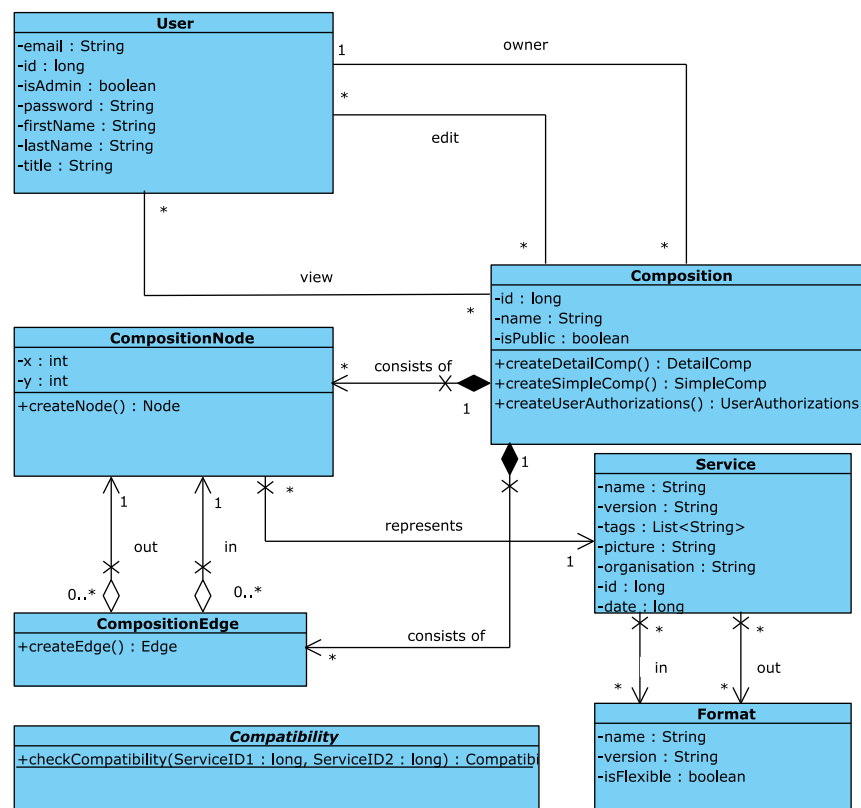 User
-email : String
-id : long
-isAdmin : boolean
-password : String
-firstName : String
-lastName : String
-title : String
1
owner
*
edit
*
view
*
*
*
Composition
-id : long
-name : String
-isPublic : boolean
+createDetailComp() : DetailComp
+createSimpleComp() : SimpleComp
+createUserAuthorizations() : UserAuthorizations
CompositionNode
-x : int
-y : int
+createNode() : Node
*
consists of
1
1
Service
-name : String
-version : String
-tags : List<String>
-picture : String
-organisation : String
-id : long
-date : long
1
1
*
represents
1
out
in
0..*
0..*
CompositionEdge
+createEdge() : Edge
consists of
*
*
*
in
out
*
*
Format
-name : String
-version : String
-isFlexible : boolean
Compatibility
+checkCompatibility(ServiceID1 : long, ServiceID2 : long) : Compatibi